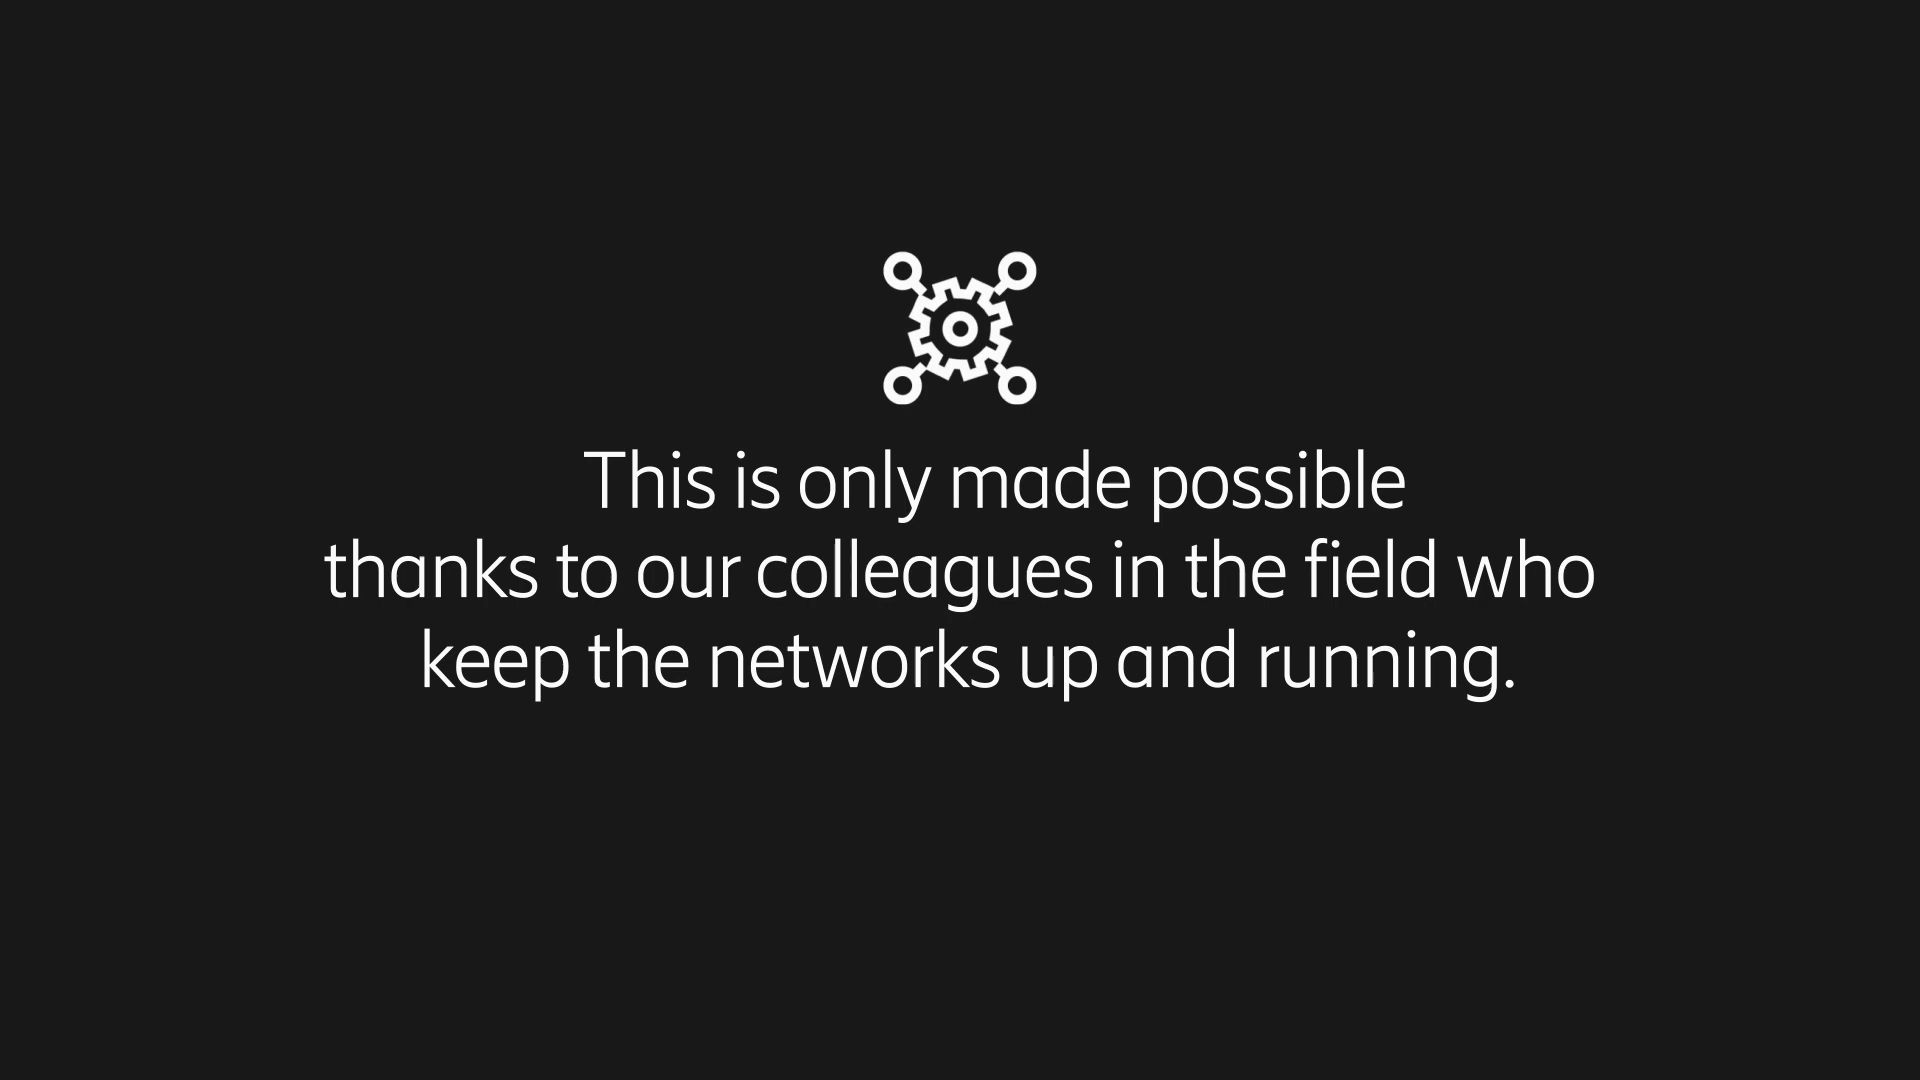 This is only made possible
thanks to our colleagues in the field who
keep the networks up and running.